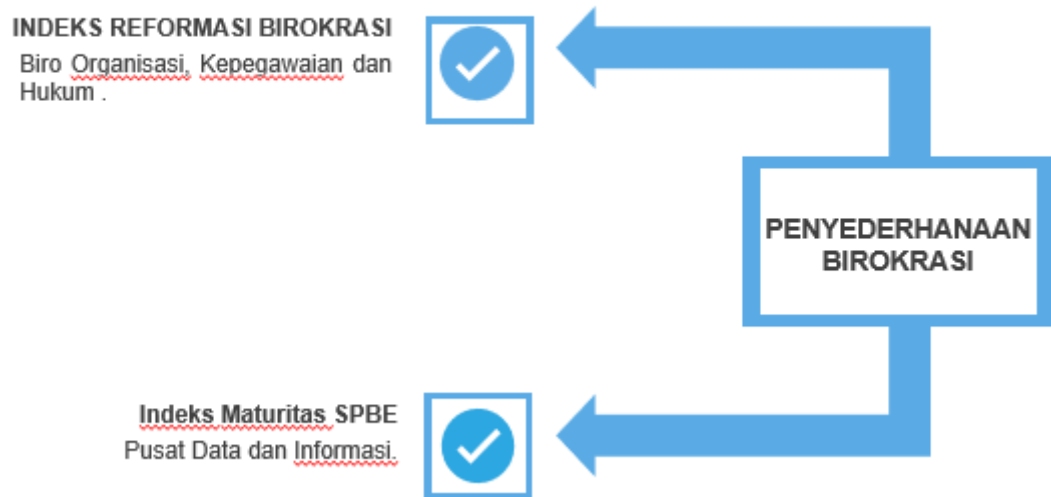 INDEKS REFORMASI BIROKRASI
Biro Organisasi, Kepegawaian dan
Hukum .
PENYEDERHANAAN
BIROKRASI
Indeks Maturitas SPBE
Pusat Data dan Informasi.